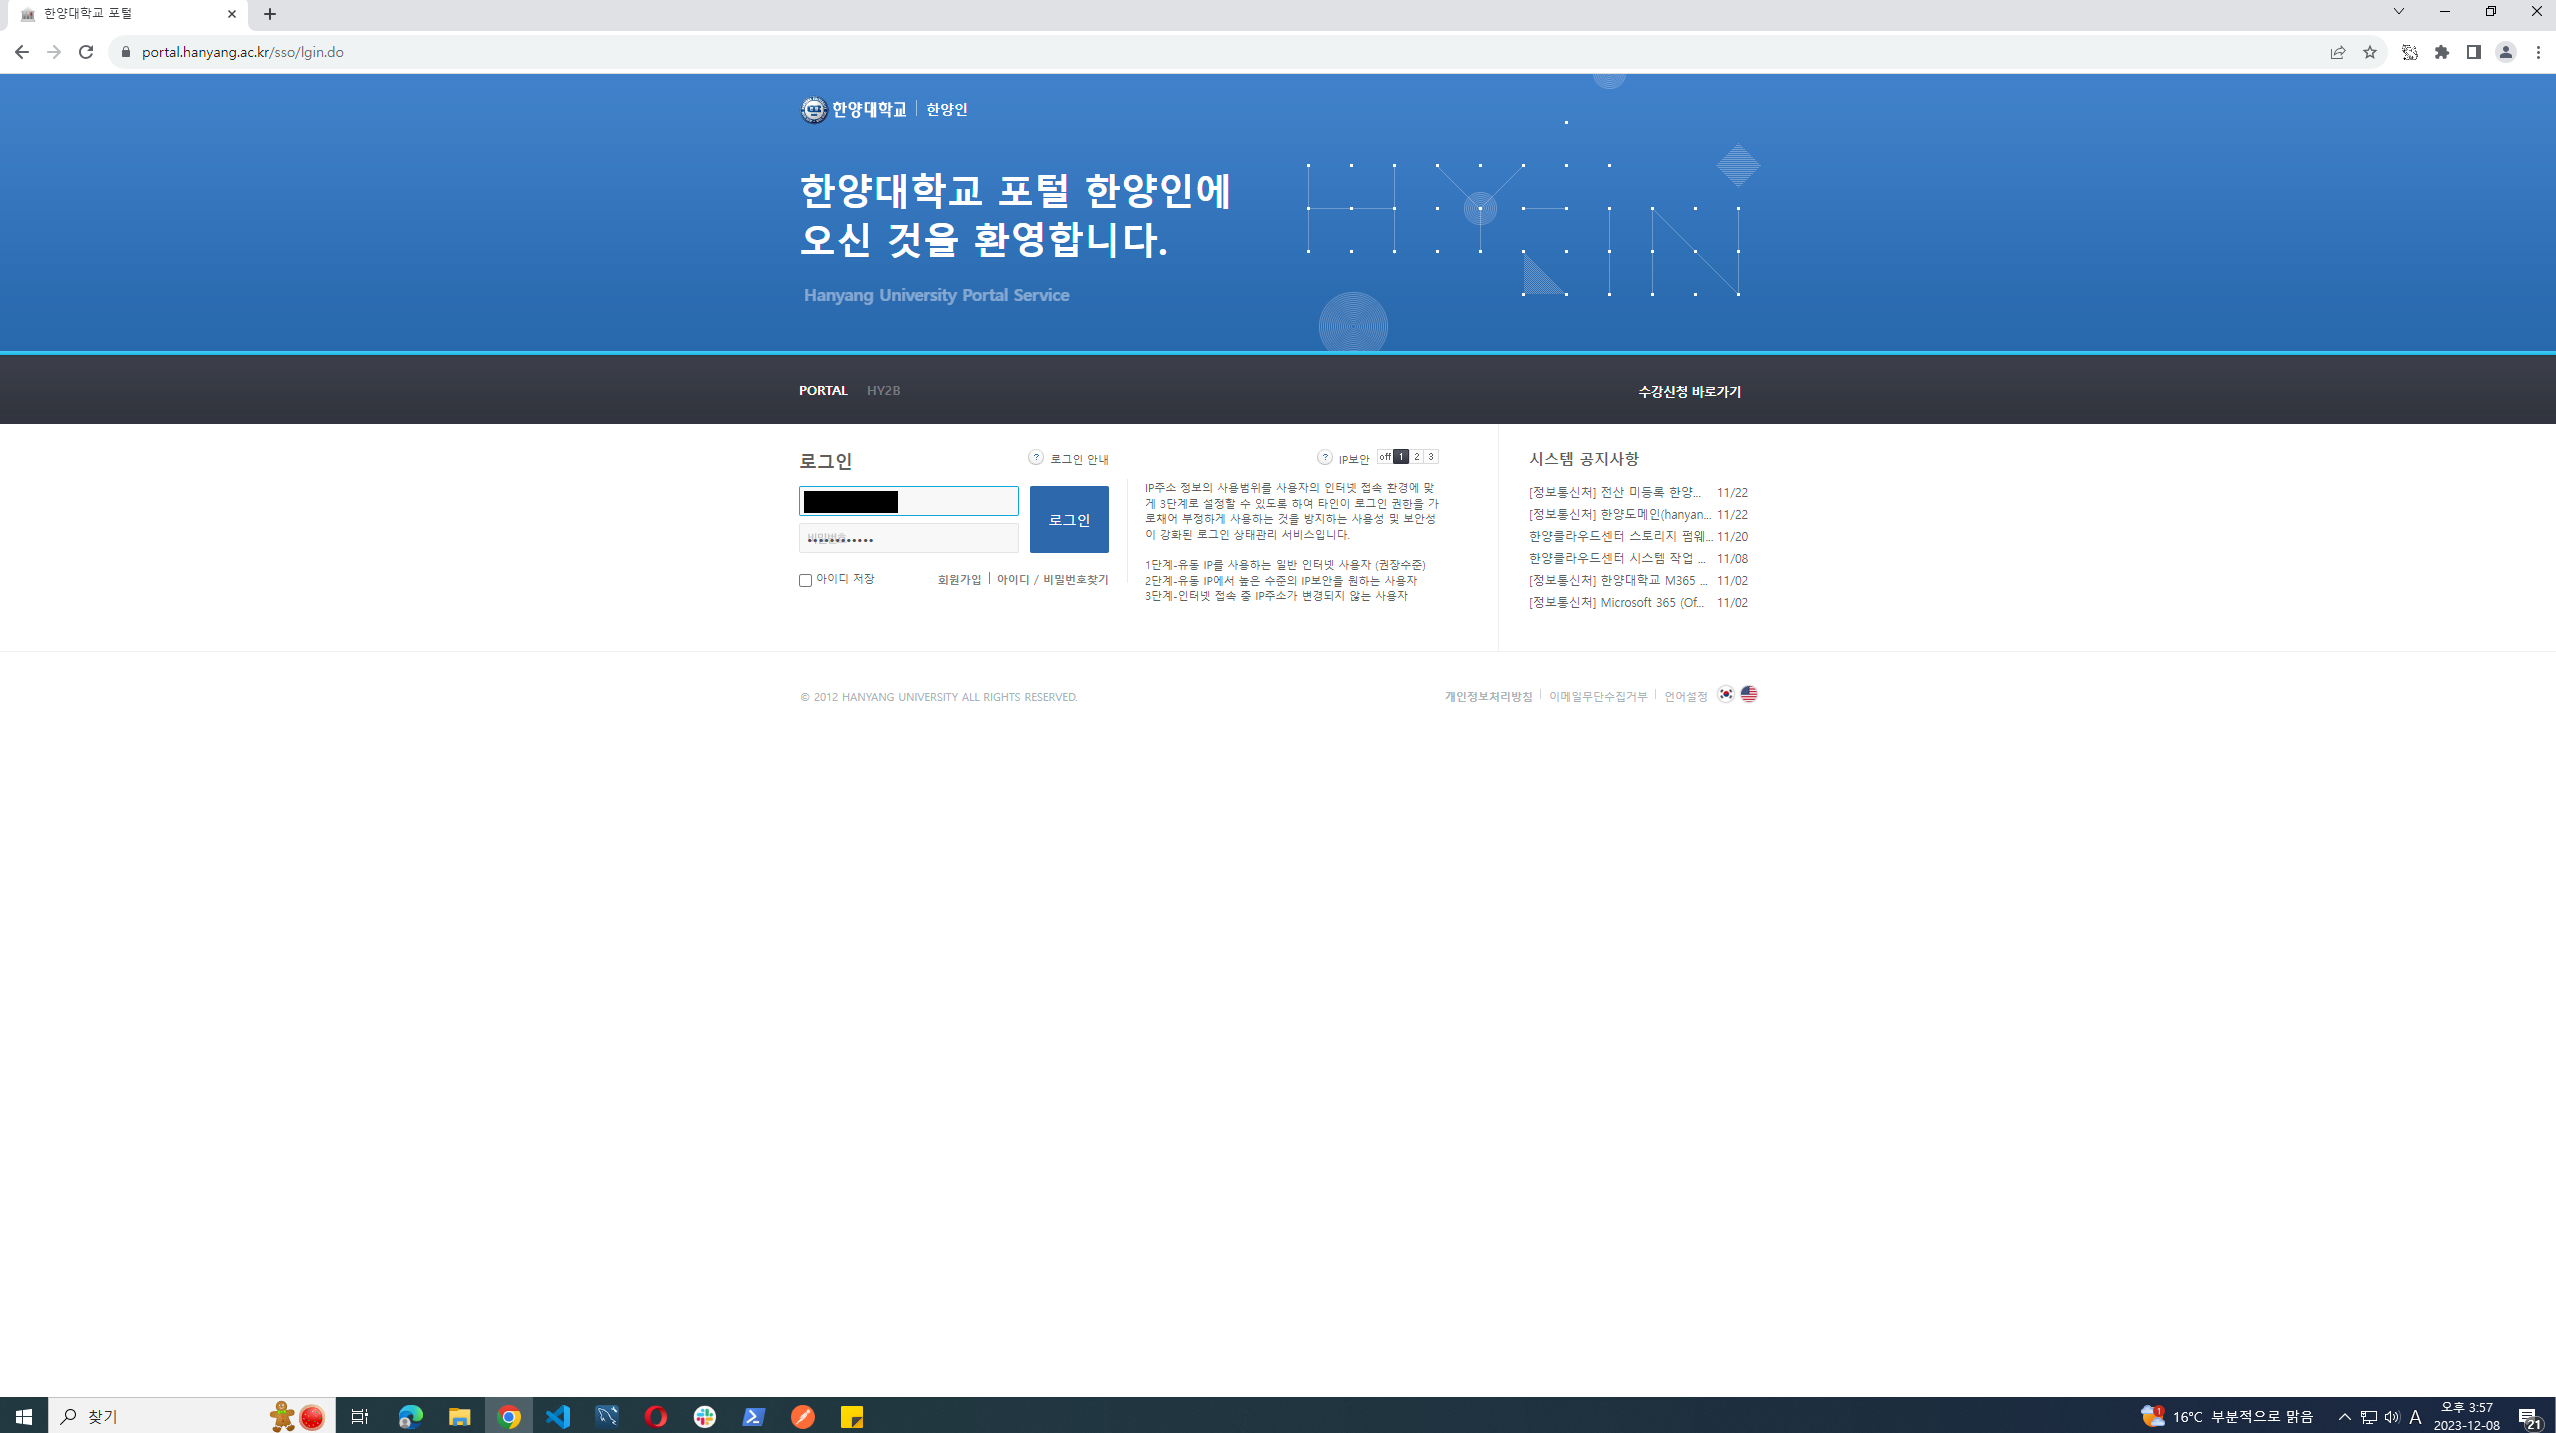 한양대학교 포털
portal.hanyang.ac.kr/sso/lgin.do
한양대학교 한양인
한양대학교 포털 한양인에
오신 것을 환영합니다.
Hanyang University Portal Service
PORTAL HY2B 수강신청 바로가기
로그인
? 로그인 안내
로그인
비밀번호
아이디 저장
회원가입 아이디 / 비밀번호찾기
? IP보안 off 1 2 3
IP주소 정보의 사용범위를 사용자의 인터넷 접속 환경에 맞
게 3단계로 설정할 수 있도록 하여 타인이 로그인 권한을 가
로채어 부정하게 사용하는 것을 방지하는 사용성 및 보안성
이 강화된 로그인 상태관리 서비스입니다.
1단계-유동 IP를 사용하는 일반 인터넷 사용자 (권장수준)
2단계-유동 IP에서 높은 수준의 IP보안을 원하는 사용자
3단계-인터넷 접속 중 IP주소가 변경되지 않는 사용자
시스템 공지사항
[정보통신처] 전산 미등록 한양... 11/22
[정보통신처] 한양도메인(hanyan... 11/22
한양클라우드센터 스토리지 펌웨... 11/20
한양클라우드센터 시스템 작업 ... 11/08
[정보통신처] 한양대학교 M365 ... 11/02
[정보통신처] Microsoft 365 (Of... 11/02
© 2012 HANYANG UNIVERSITY ALL RIGHTS RESERVED.
개인정보처리방침 이메일무단수집거부 언어설정
찾기
1
16°C 부분적으로 맑음
A
오후 3:57
2023-12-08
21